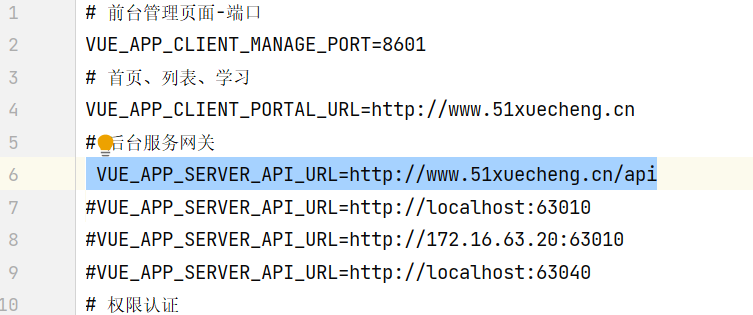 1 # 前台管理页面-端口
2 VUE_APP_CLIENT_MANAGE_PORT=8601
3 # 首页、列表、学习
4 VUE_APP_CLIENT_PORTAL_URL=http://www.51xuecheng.cn
5 # 后台服务网关
6 VUE_APP_SERVER_API_URL=http://www.51xuecheng.cn/api
7 #VUE_APP_SERVER_API_URL=http://localhost:63010
8 #VUE_APP_SERVER_API_URL=http://172.16.63.20:63010
9 #VUE_APP_SERVER_API_URL=http://localhost:63040
10 # 权限认证